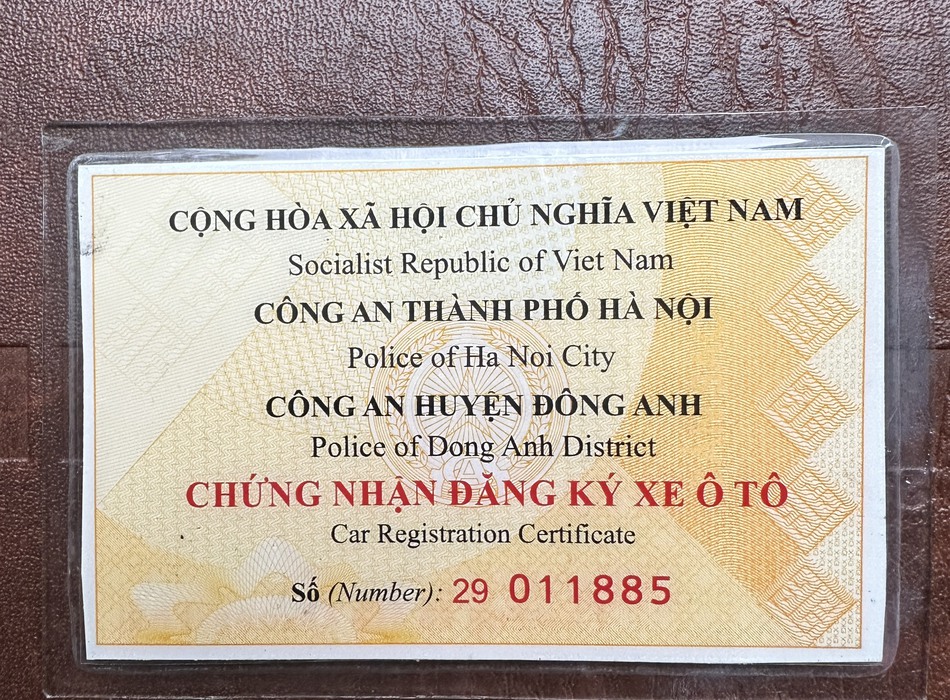 CỘNG HÒA XÃ HỘI CHỦ NGHĨA VIỆT NAM
Socialist Republic of Viet Nam
CÔNG AN THÀNH PHỐ HÀ NỘI
Police of Ha Noi City
CÔNG AN HUYỆN ĐÔNG ANH
Police of Dong Anh District
CHỨNG NHẬN ĐĂNG KÝ XE Ô TÔ
Car Registration Certificate
Số (Number): 29 011885